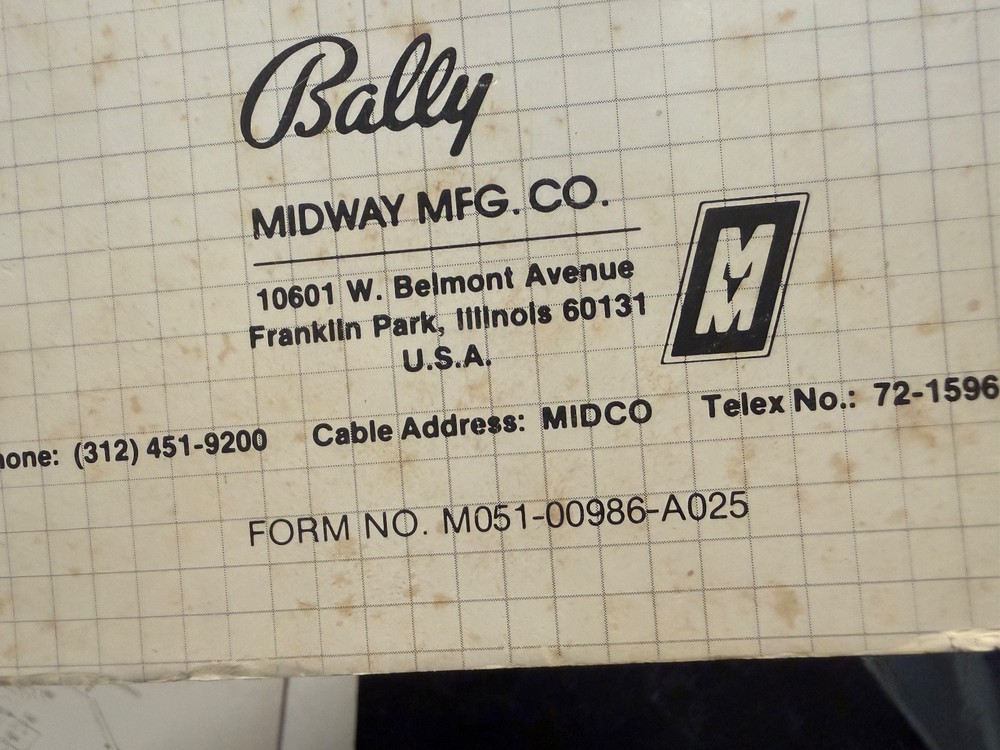 Bally
MIDWAY MFG. CO.
10601 W. Belmont Avenue
Franklin Park, Illinois 60131
U.S.A.
hone: (312) 451-9200 Cable Address: MIDCO Telex No.: 72-1596
FORM NO. M051-00986-A025